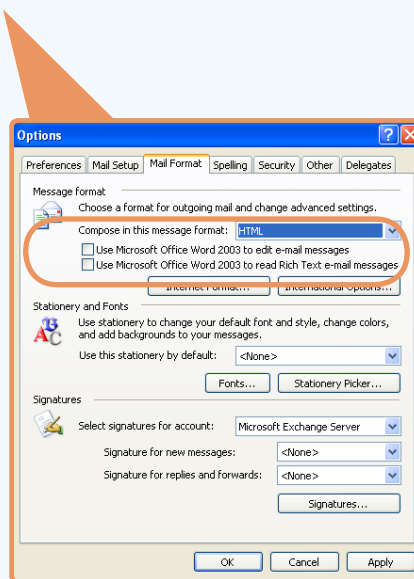 Options
Preferences Mail Setup Mail Format Spelling Security Other Delegates
Message format
Choose a format for outgoing mail and change advanced settings.
Compose in this message format: HTML
Use Microsoft Office Word 2003 to edit e-mail messages
Use Microsoft Office Word 2003 to read Rich Text e-mail messages
Internet Format... International Options...
Stationery and Fonts
Use stationery to change your default font and style, change colors,
and add backgrounds to your messages.
Use this stationery by default: <None>
Fonts... Stationery Picker...
Signatures
Select signatures for account: Microsoft Exchange Server
Signature for new messages: <None>
Signature for replies and forwards: <None>
Signatures...
OK Cancel Apply